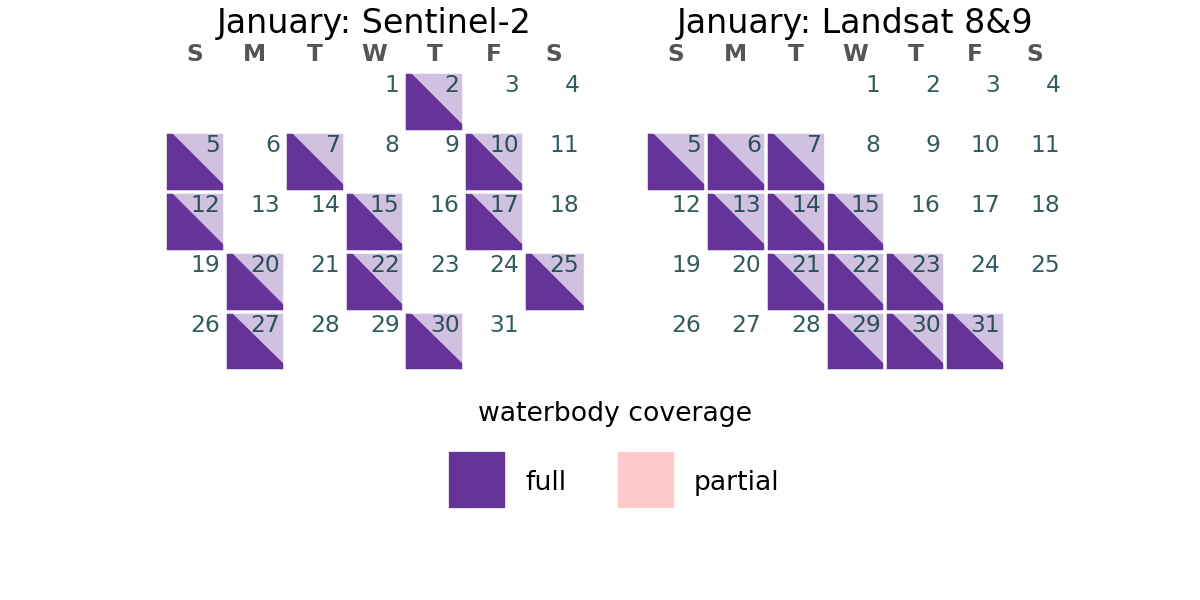 January: Sentinel-2
S M T W T F S
1 2 3 4
5 6 7 8 9 10 11
12 13 14 15 16 17 18
19 20 21 22 23 24 25
26 27 28 29 30 31
January: Landsat 8&9
S M T W T F S
1 2 3 4
5 6 7 8 9 10 11
12 13 14 15 16 17 18
19 20 21 22 23 24 25
26 27 28 29 30 31
waterbody coverage
full partial